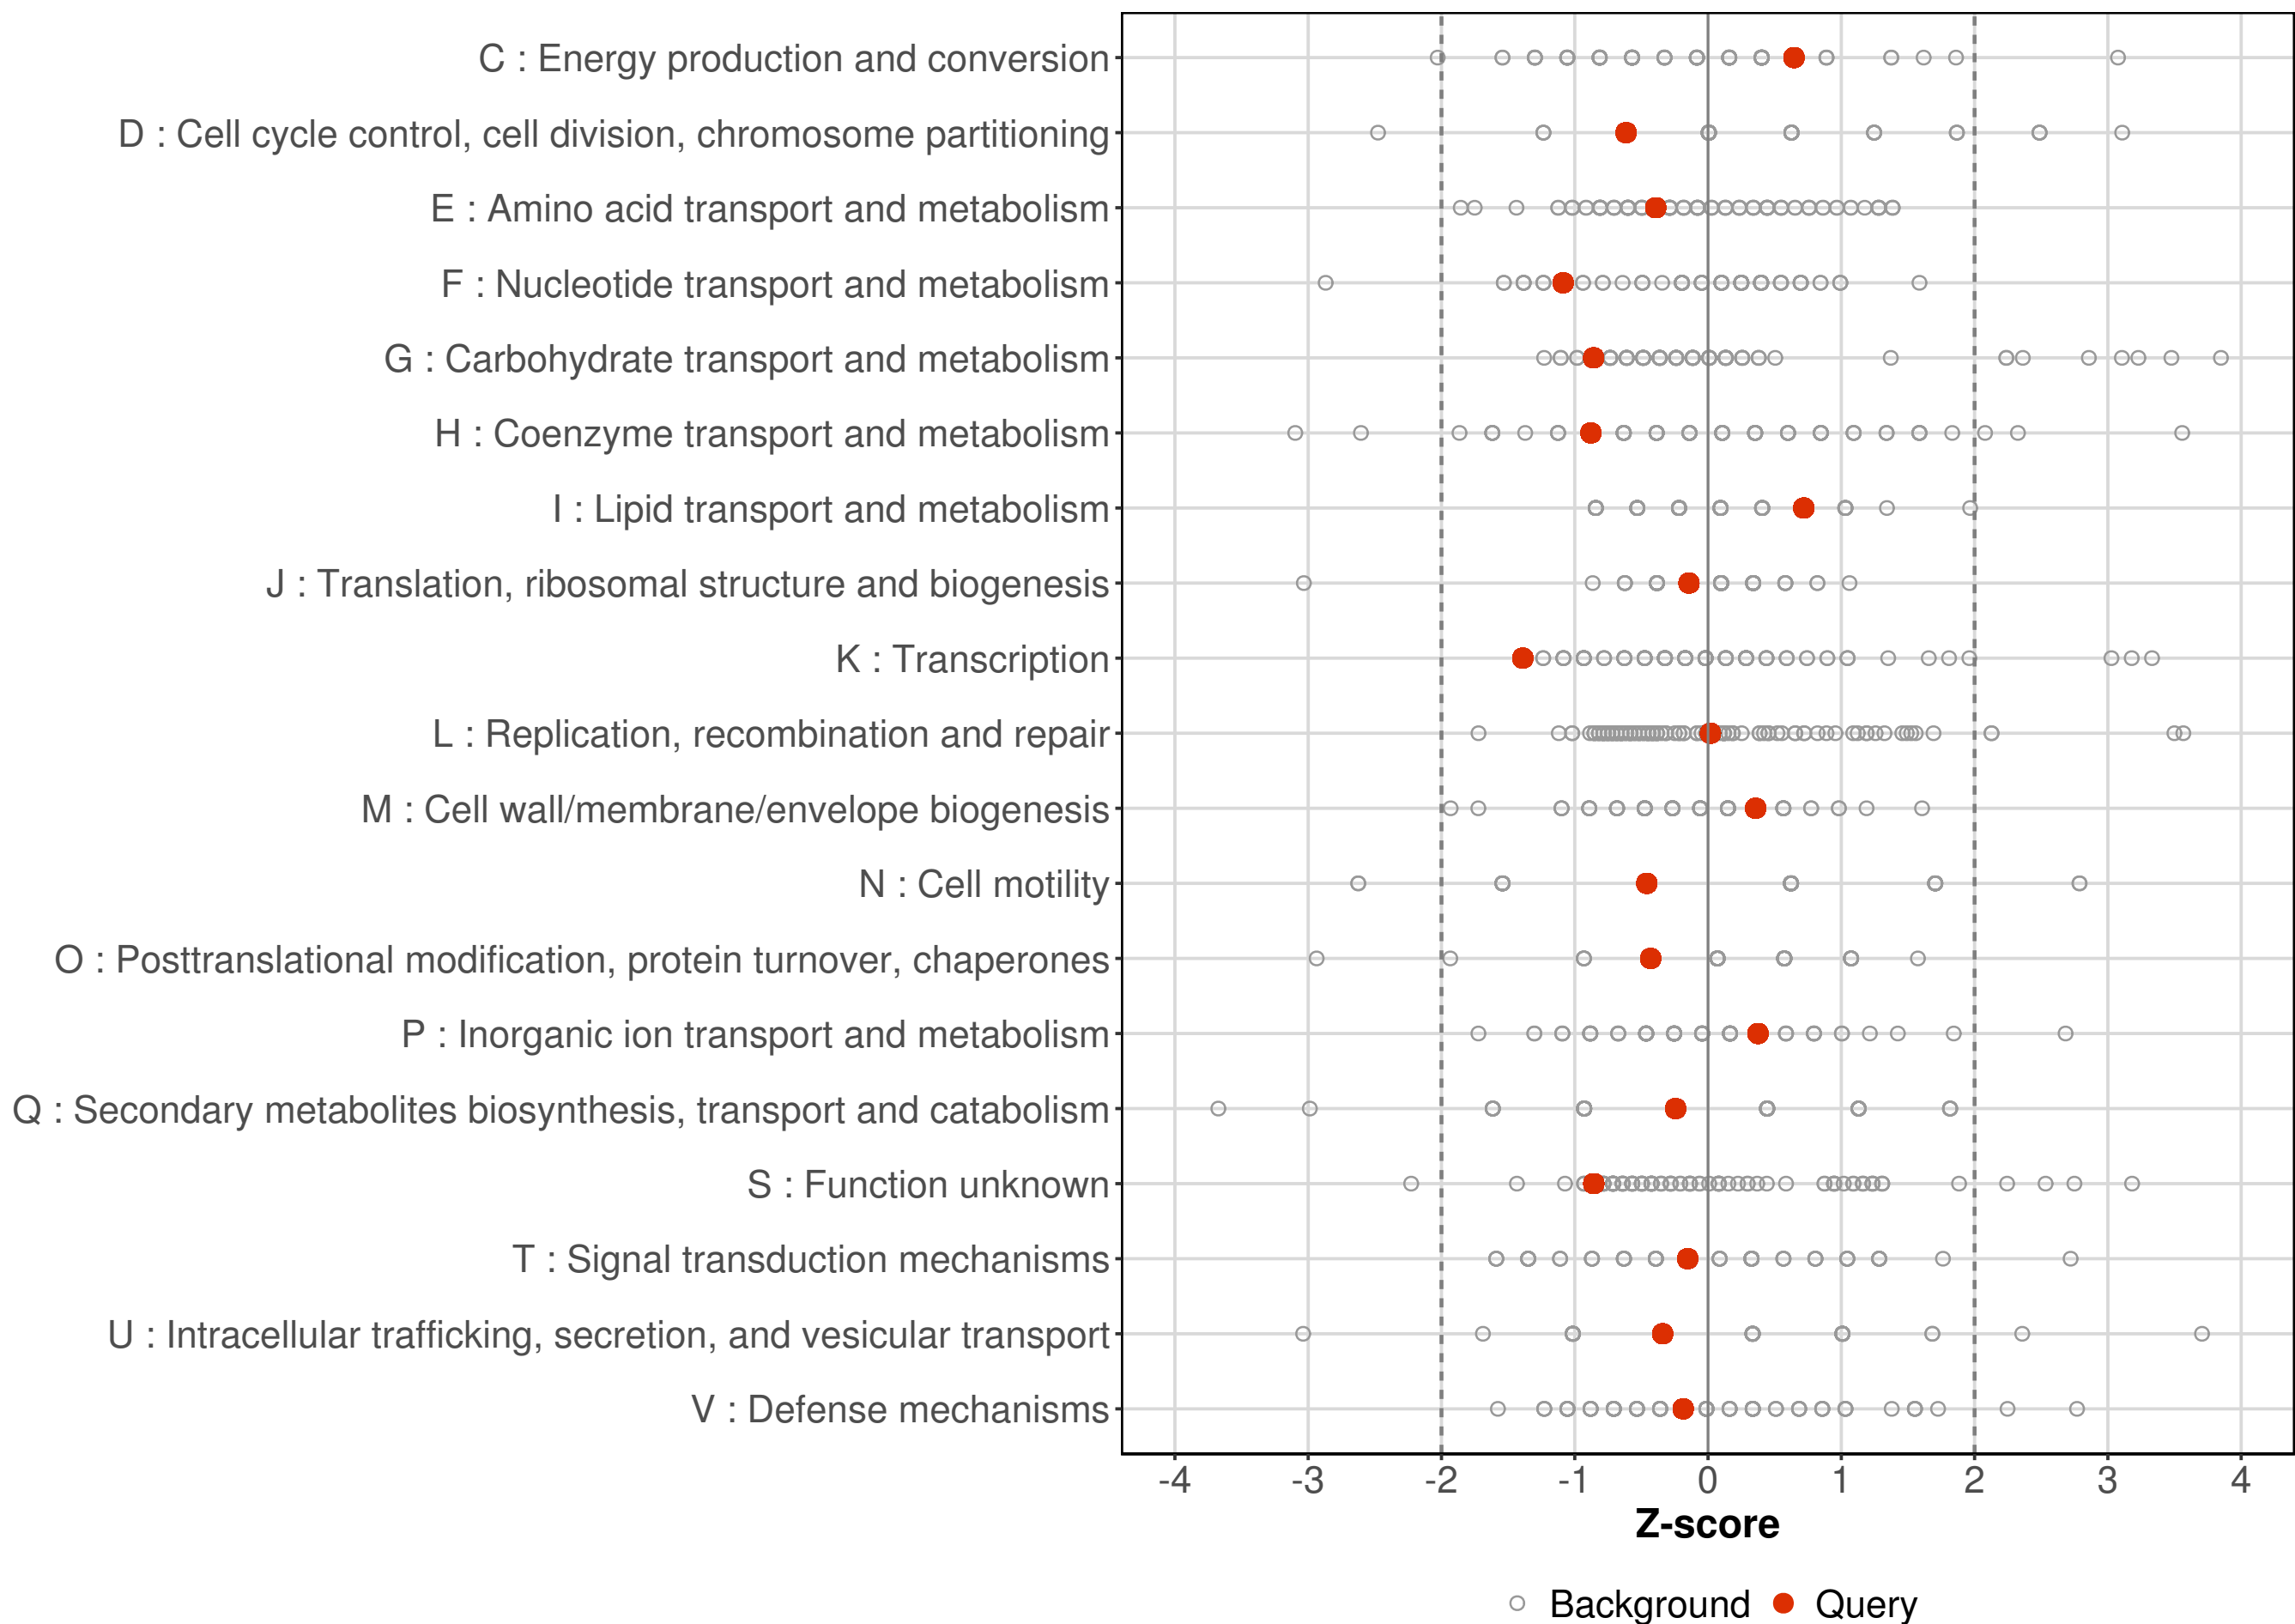 C : Energy production and conversion
D : Cell cycle control, cell division, chromosome partitioning
E : Amino acid transport and metabolism
F : Nucleotide transport and metabolism
G : Carbohydrate transport and metabolism
H : Coenzyme transport and metabolism
I : Lipid transport and metabolism
J : Translation, ribosomal structure and biogenesis
K : Transcription
L : Replication, recombination and repair
M : Cell wall/membrane/envelope biogenesis
N : Cell motility
O : Posttranslational modification, protein turnover, chaperones
P : Inorganic ion transport and metabolism
Q : Secondary metabolites biosynthesis, transport and catabolism
S : Function unknown
T : Signal transduction mechanisms
U : Intracellular trafficking, secretion, and vesicular transport
V : Defense mechanisms
-4 -3 -2 -1 0 1 2 3 4
Z-score
Background Query